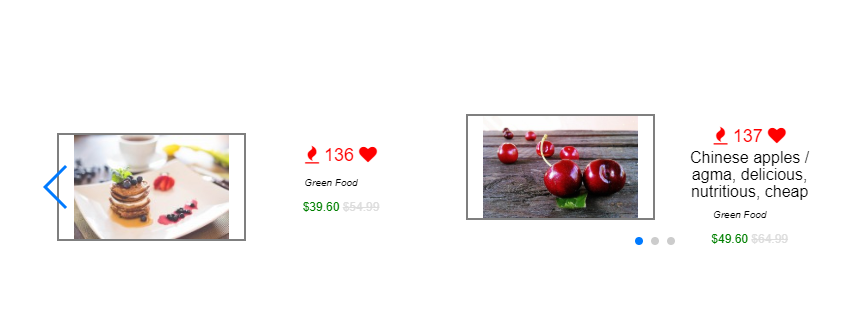 136
Green Food
$39.60 $54.99
137
Chinese apples /
agma, delicious,
nutritious, cheap
Green Food
$49.60 $64.99